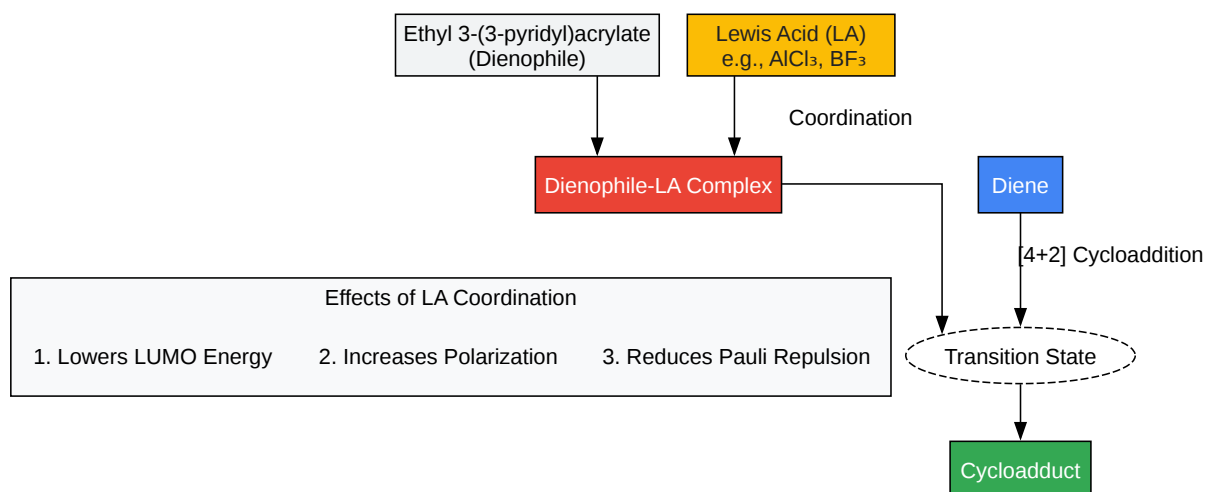 Ethyl 3-(3-pyridyl)acrylate
(Dienophile)
Lewis Acid (LA)
e.g., AlCl₃, BF₃
Coordination
Dienophile-LA Complex
Diene
[4+2] Cycloaddition
Effects of LA Coordination
1. Lowers LUMO Energy
2. Increases Polarization
3. Reduces Pauli Repulsion
Transition State
Cycloadduct